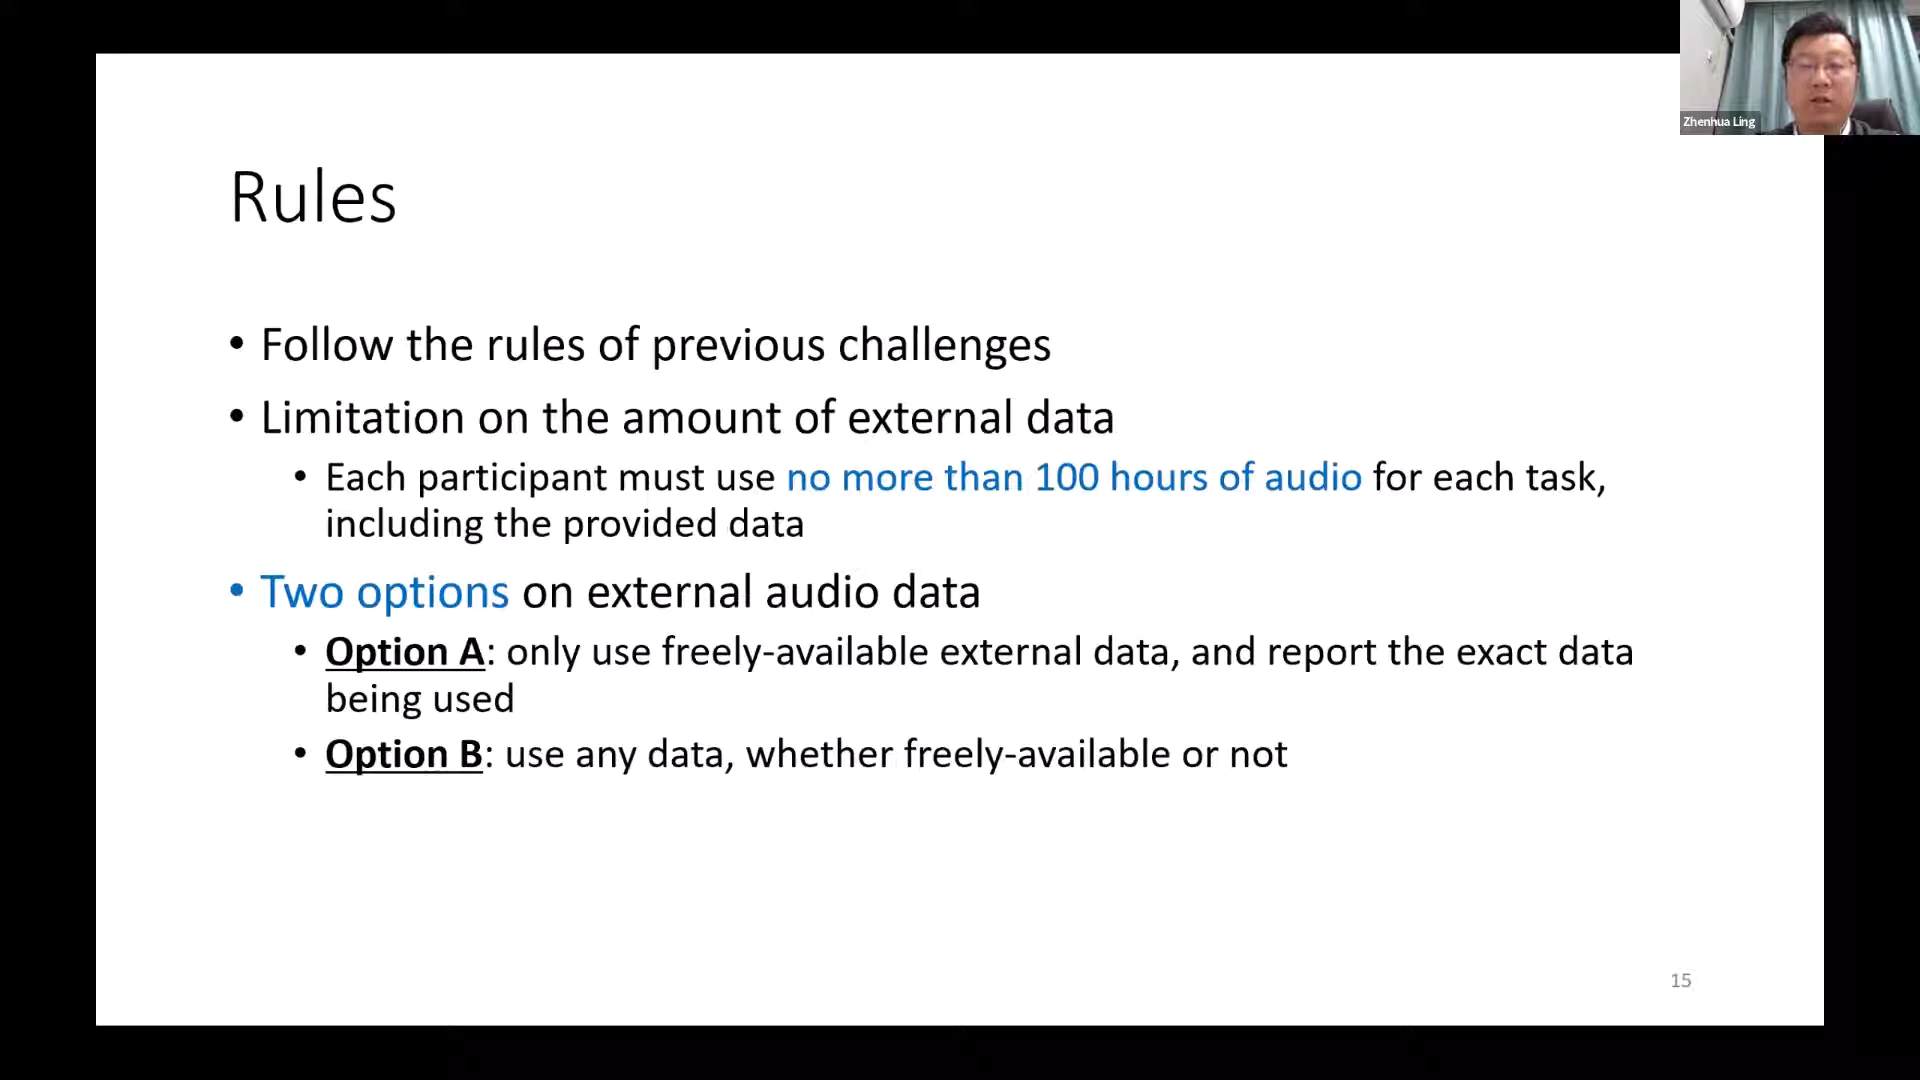 Zhenhua Ling
Rules
• Follow the rules of previous challenges
• Limitation on the amount of external data
• Each participant must use no more than 100 hours of audio for each task,
including the provided data
• Two options on external audio data
• Option A: only use freely-available external data, and report the exact data
being used
• Option B: use any data, whether freely-available or not
15